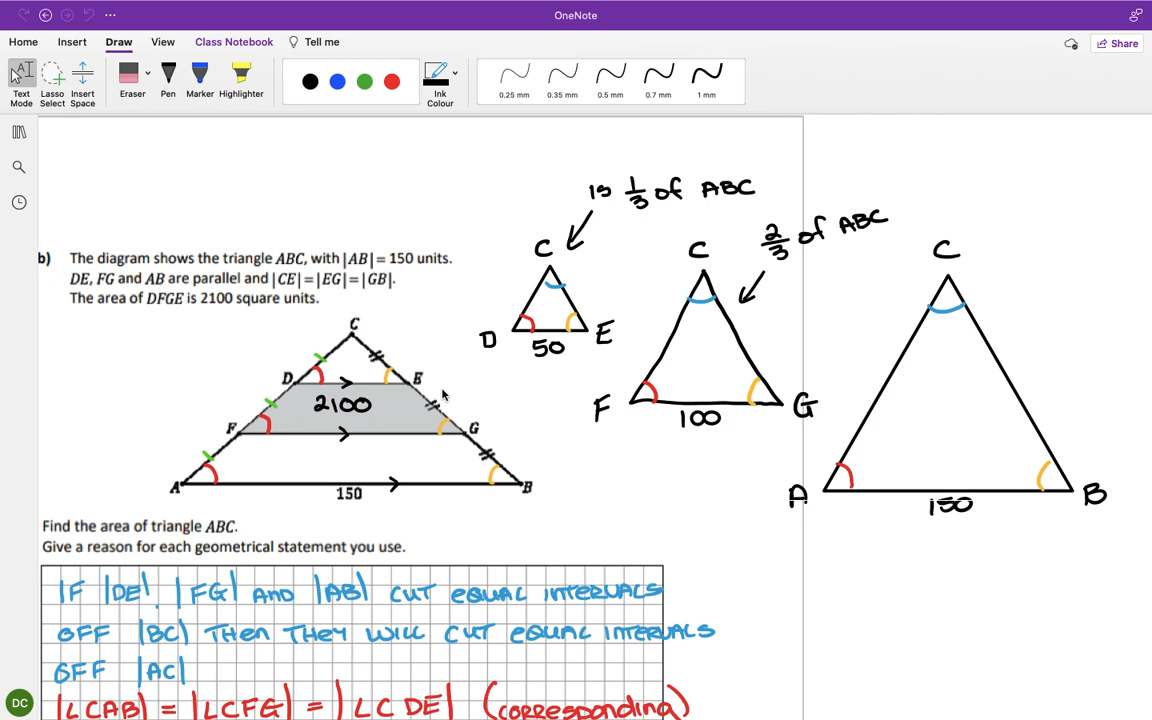 OneNote
Home Insert Draw View Class Notebook Tell me
Share
Text Mode
Lasso Select
Insert Space
Eraser
Pen
Marker
Highlighter
Ink Colour
0.25 mm 0.35 mm 0.5 mm 0.7 mm 1 mm
is 1/3 of ABC
2/3 of ABC
b) The diagram shows the triangle ABC, with |AB| = 150 units.
DE, FG and AB are parallel and |CE| = |EG| = |GB|.
The area of DFGE is 2100 square units.
C
D E
2100
F G
A B
150
C
D E
50
C
F G
100
C
A B
150
Find the area of triangle ABC.
Give a reason for each geometrical statement you use.
IF |DE|, |FG| AND |AB| CUT EQUAL INTERVALS
OFF |BC| THEN THEY WILL CUT EQUAL INTERVALS
OFF |AC|
|∠CAB| = |∠CFG| = |∠CDE| (corresponding)
DC